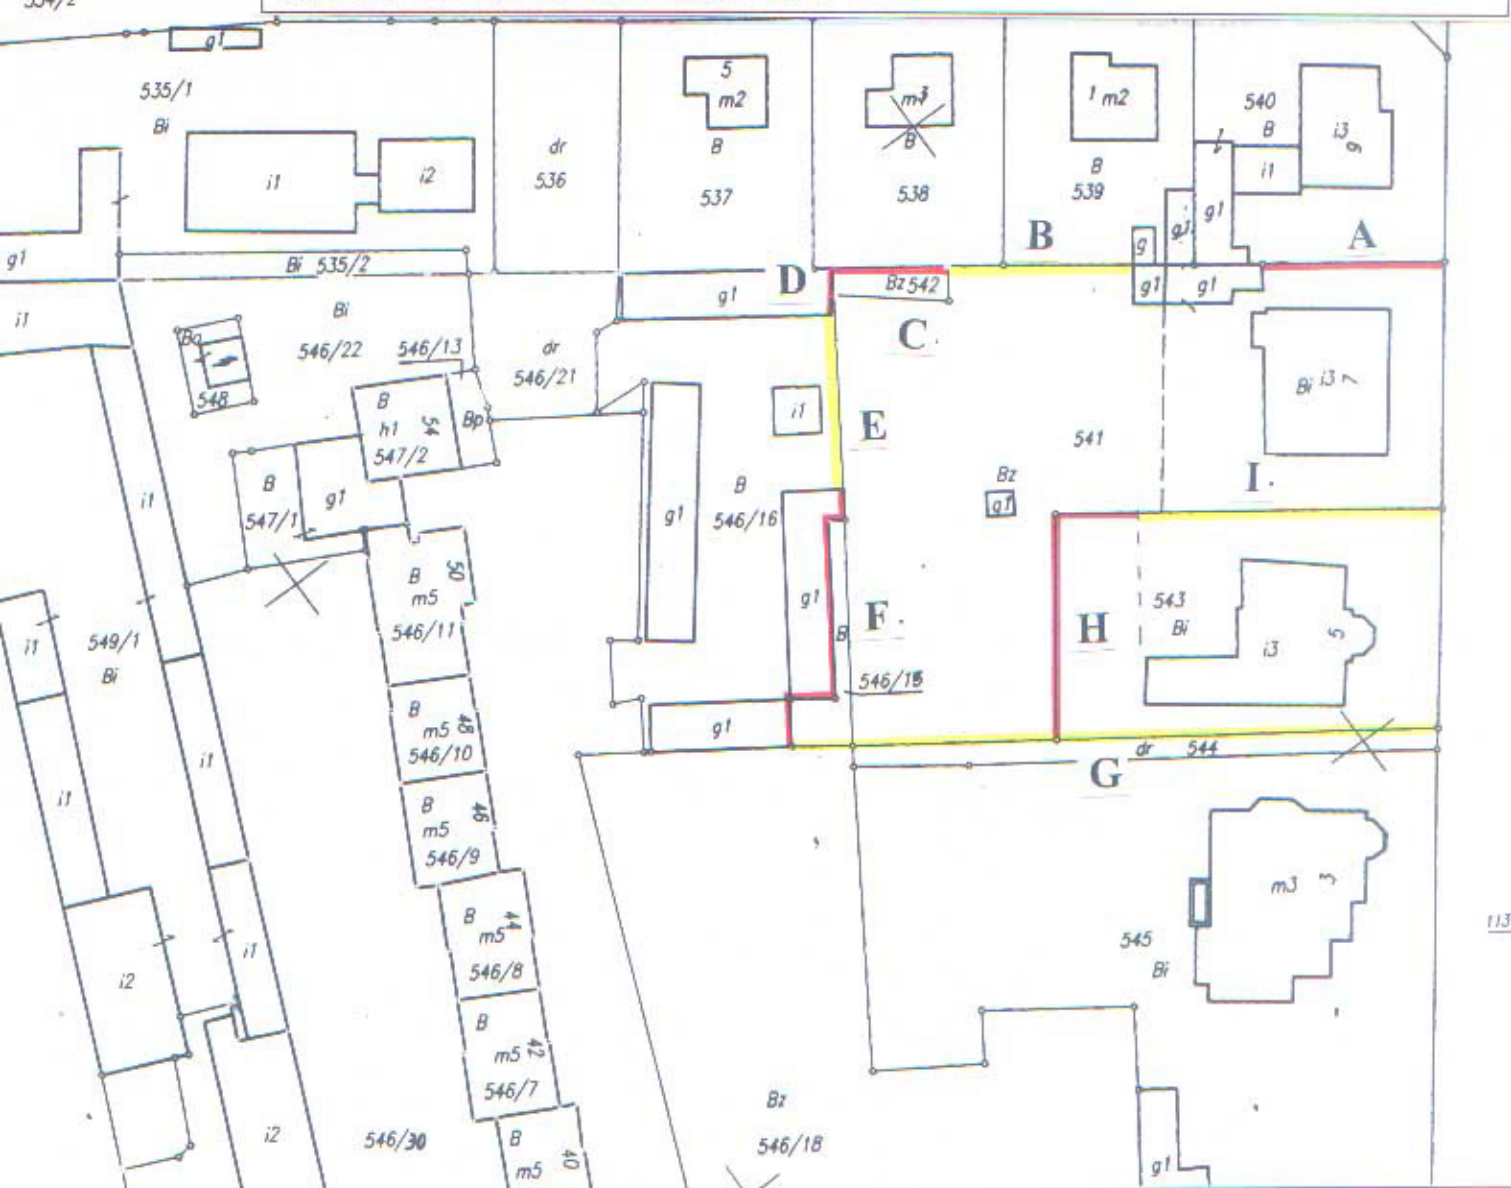 534/2
g1
535/1
Bi
i1
i2
dr
536
5
m2
B
537
m3
B
538
1 m2
B
539
540
B
i3
9
i1
g1
g1
g
g1
g1
B
A
g1
Bi 535/2
D
g1
Bz 542
C
i1
Bi
546/22
546/13
dr
546/21
548
B
h1
54
547/2
Bp
i1
E
541
Bi i3
7
B
547/1
g1
i1
B
546/16
g1
Bz
g1
I
B
50
m5
546/11
g1
F
B
H
543
Bi
i3
5
i1
549/1
Bi
546/15
B
m5
48
546/10
g1
dr 544
G
i1
i1
B
m5
46
546/9
m3
3
B
m5
44
546/8
545
Bi
113
i2
i1
B
m5
42
546/7
Bz
546/18
i2
546/30
B
m5
40
g1